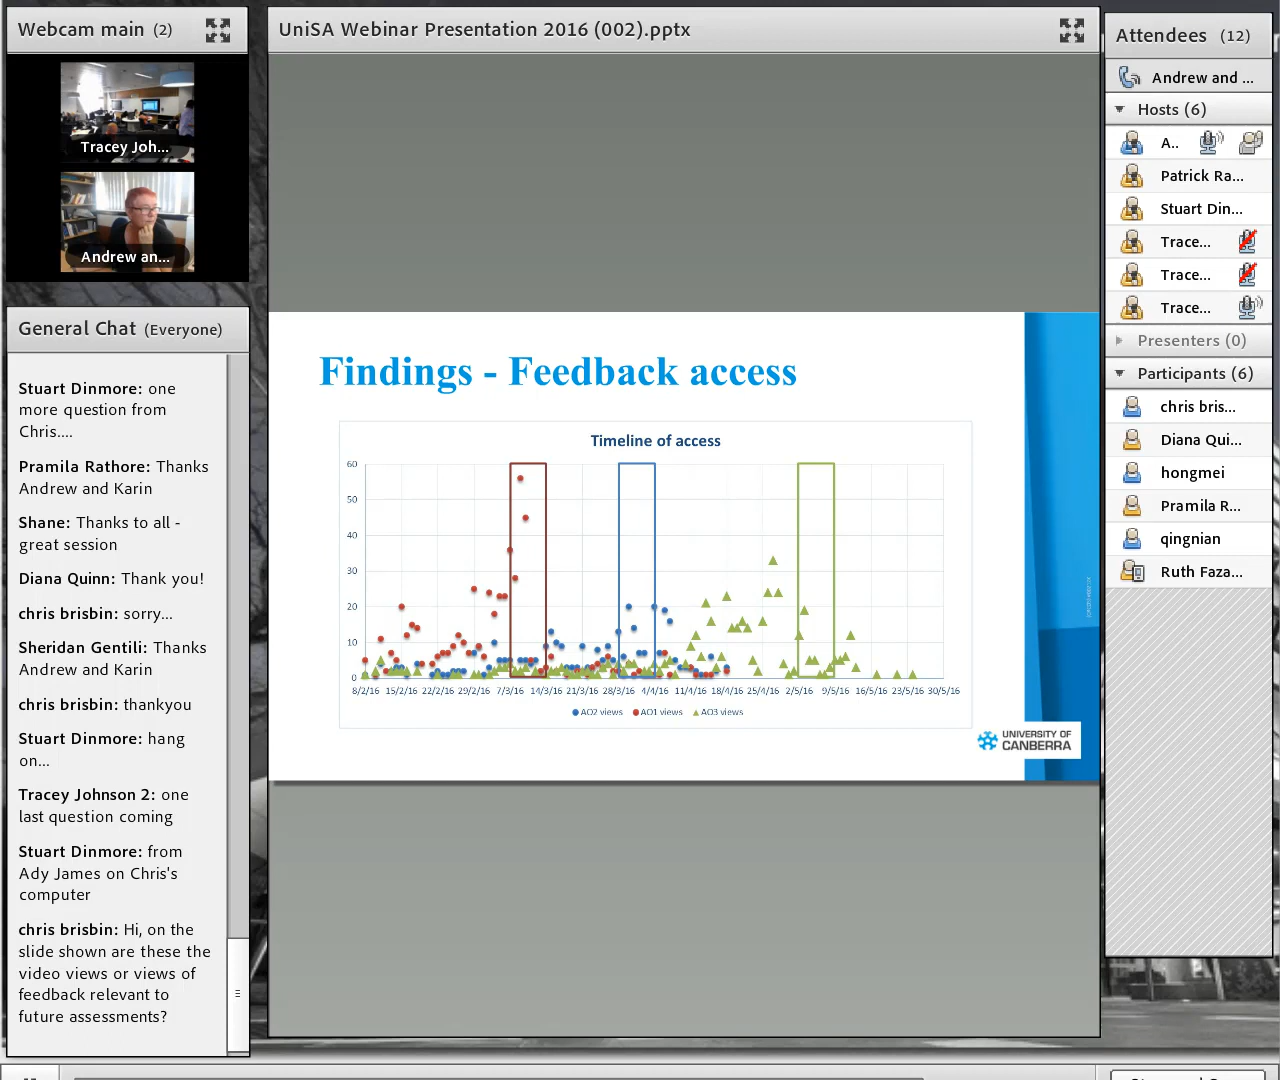 Webcam main (2)
Tracey Joh...
Andrew an...
General Chat (Everyone)
Stuart Dinmore: one
more question from
Chris....
Pramila Rathore: Thanks
Andrew and Karin
Shane: Thanks to all -
great session
Diana Quinn: Thank you!
chris brisbin: sorry...
Sheridan Gentili: Thanks
Andrew and Karin
chris brisbin: thankyou
Stuart Dinmore: hang
on...
Tracey Johnson 2: one
last question coming
Stuart Dinmore: from
Ady James on Chris's
computer
chris brisbin: Hi, on the
slide shown are these the
video views or views of
feedback relevant to
future assessments?
UniSA Webinar Presentation 2016 (002).pptx
Findings - Feedback access
Timeline of access
60
50
40
30
20
10
0
8/2/16 15/2/16 22/2/16 29/2/16 7/3/16 14/3/16 21/3/16 28/3/16 4/4/16 11/4/16 18/4/16 25/4/16 2/5/16 9/5/16 16/5/16 23/5/16 30/5/16
AO2 views AO1 views AO3 views
UNIVERSITY OF
CANBERRA
Attendees (12)
Andrew and ...
Hosts (6)
A..
Patrick Ra...
Stuart Din...
Trace...
Trace...
Trace...
Presenters (0)
Participants (6)
chris bris...
Diana Qui...
hongmei
Pramila R...
qingnian
Ruth Faza...